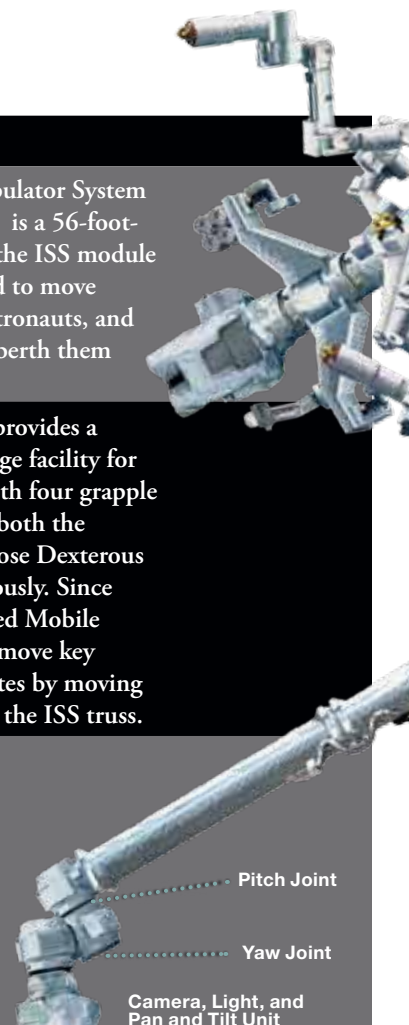 pulator System
is a 56-foot-
the ISS module
d to move
tronauts, and
berth them
provides a
ge facility for
th four grapple
both the
ose Dexterous
ously. Since
ed Mobile
move key
tes by moving
the ISS truss.
Pitch Joint
Yaw Joint
Camera, Light, and
Pan and Tilt Unit